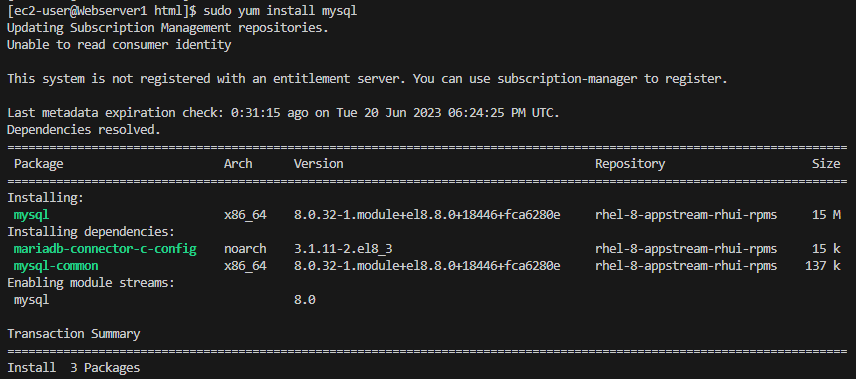 [ec2-user@Webserver1 html]$ sudo yum install mysql
Updating Subscription Management repositories.
Unable to read consumer identity
This system is not registered with an entitlement server. You can use subscription-manager to register.
Last metadata expiration check: 0:31:15 ago on Tue 20 Jun 2023 06:24:25 PM UTC.
Dependencies resolved.
================================================================================
Package Arch Version Repository Size
================================================================================
Installing:
mysql x86_64 8.0.32-1.module+el8.8.0+18446+fca6280e rhel-8-appstream-rhui-rpms 15 M
Installing dependencies:
mariadb-connector-c-config noarch 3.1.11-2.el8_3 rhel-8-appstream-rhui-rpms 15 k
mysql-common x86_64 8.0.32-1.module+el8.8.0+18446+fca6280e rhel-8-appstream-rhui-rpms 137 k
Enabling module streams:
mysql 8.0
Transaction Summary
================================================================================
Install 3 Packages